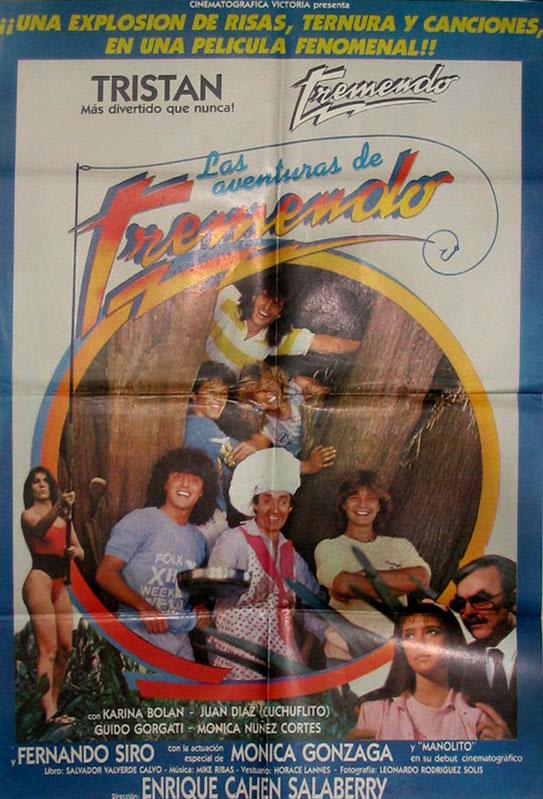 CINEMATOGRAFICA VICTORIA presenta
¡¡UNA EXPLOSION DE RISAS, TERNURA Y CANCIONES,
EN UNA PELICULA FENOMENAL!!
TRISTAN
Más divertido que nunca!
Tremendo
Las aventuras de
Tremendo
FOLK
XII
WEEKE
con KARINA BOLAN - JUAN DIAZ (CUCHUFLITO)
GUIDO GORGATI - MONICA NUÑEZ CORTES
y FERNANDO SIRO con la actuación especial de MONICA GONZAGA y "MANOLITO" en su debut cinematográfico
Libro: SALVADOR VALVERDE CALVO - Música: MIKE RIBAS - Vestuario: HORACE LANNES - Fotografía: LEONARDO RODRIGUEZ SOLIS
Dirección: ENRIQUE CAHEN SALABERRY